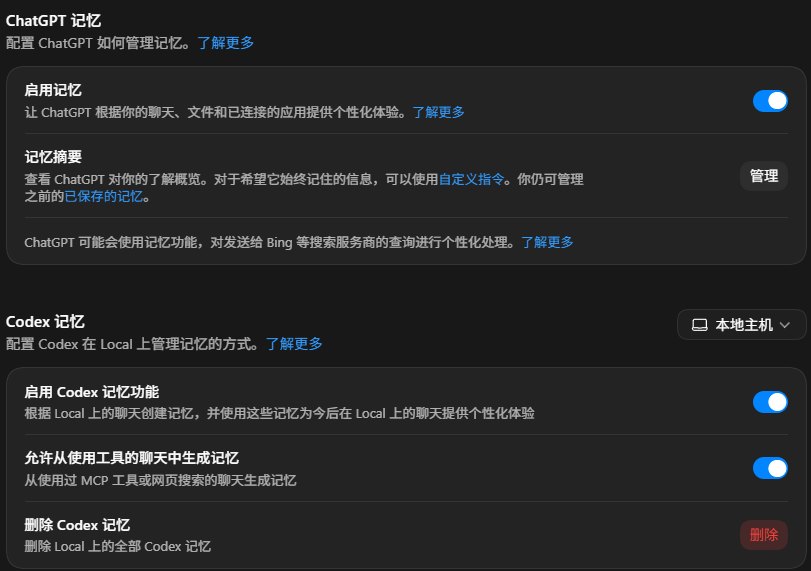 ChatGPT 记忆
配置 ChatGPT 如何管理记忆。了解更多
启用记忆
让 ChatGPT 根据你的聊天、文件和已连接的应用提供个性化体验。了解更多
记忆摘要
查看 ChatGPT 对你的了解概览。对于希望它始终记住的信息，可以使用自定义指令。你仍可管理
之前的已保存的记忆。
管理
ChatGPT 可能会使用记忆功能，对发送给 Bing 等搜索服务商的查询进行个性化处理。了解更多
Codex 记忆
配置 Codex 在 Local 上管理记忆的方式。了解更多
本地主机
启用 Codex 记忆功能
根据 Local 上的聊天创建记忆，并使用这些记忆为今后在 Local 上的聊天提供个性化体验
允许从使用工具的聊天中生成记忆
从使用过 MCP 工具或网页搜索的聊天生成记忆
删除 Codex 记忆
删除 Local 上的全部 Codex 记忆
删除